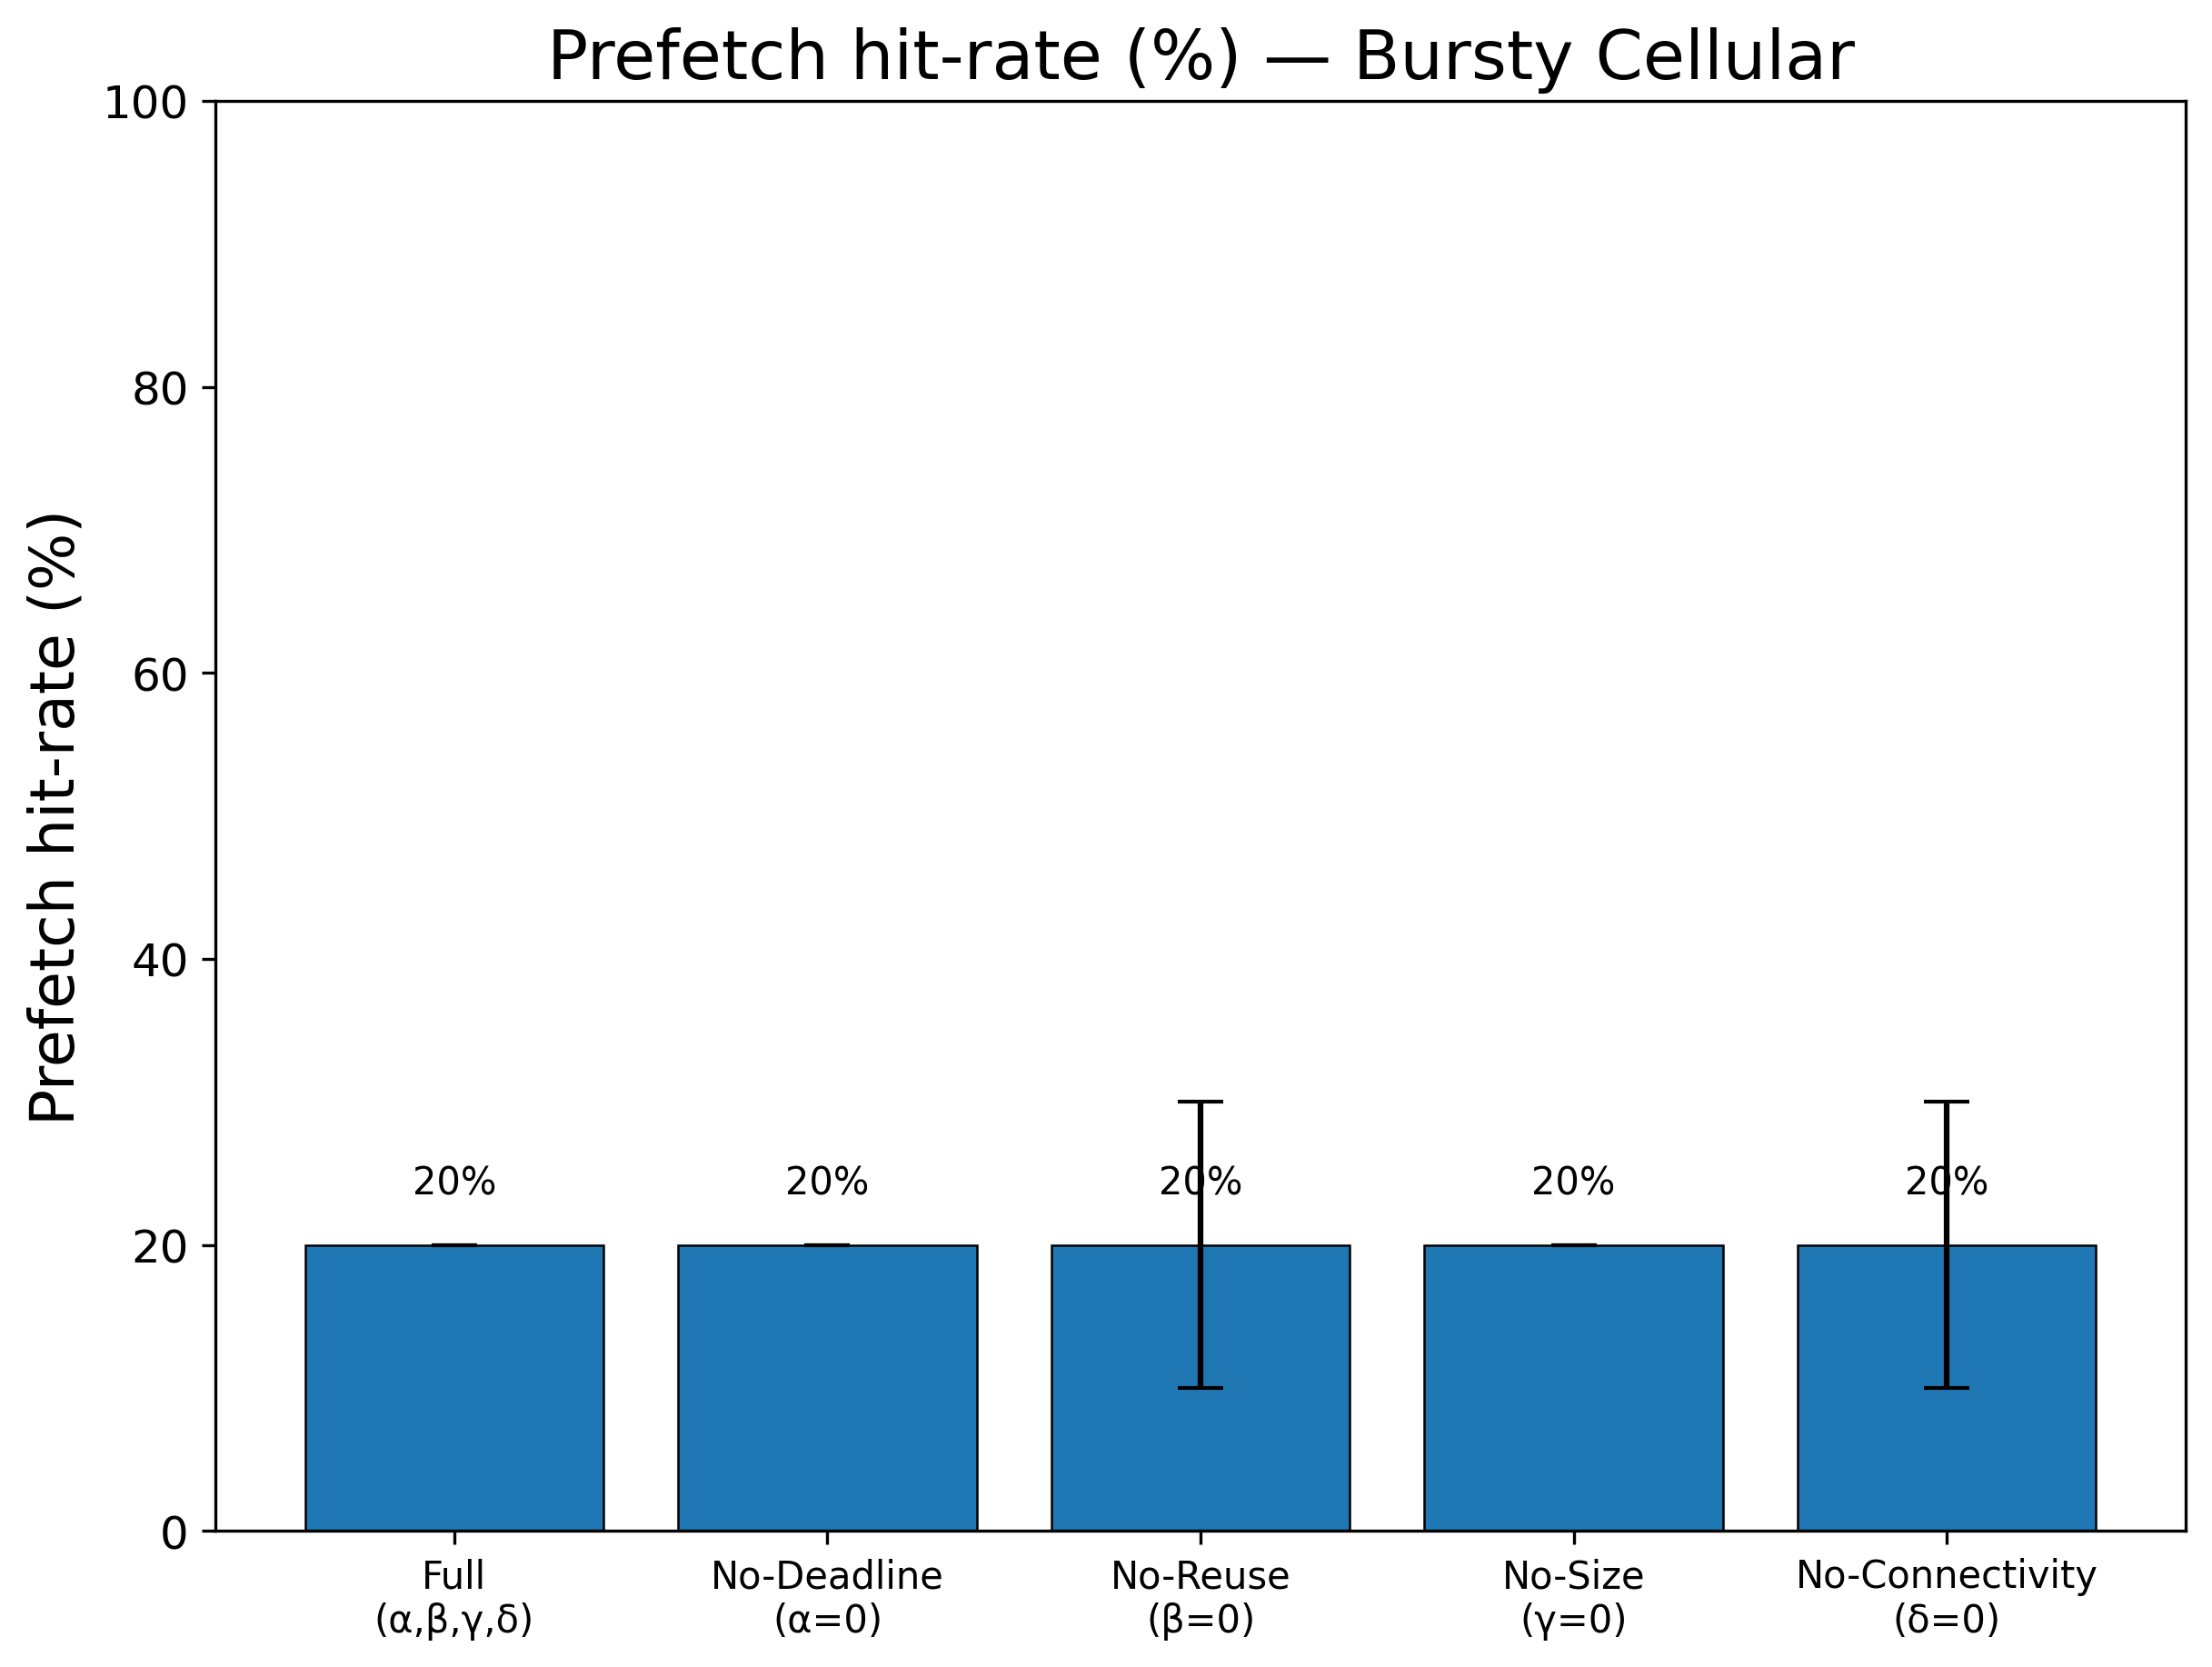 Prefetch hit-rate (%) — Bursty Cellular
Prefetch hit-rate (%)
100
80
60
40
20
0
20%
20%
20%
20%
20%
Full
(α,β,γ,δ)
No-Deadline
(α=0)
No-Reuse
(β=0)
No-Size
(γ=0)
No-Connectivity
(δ=0)